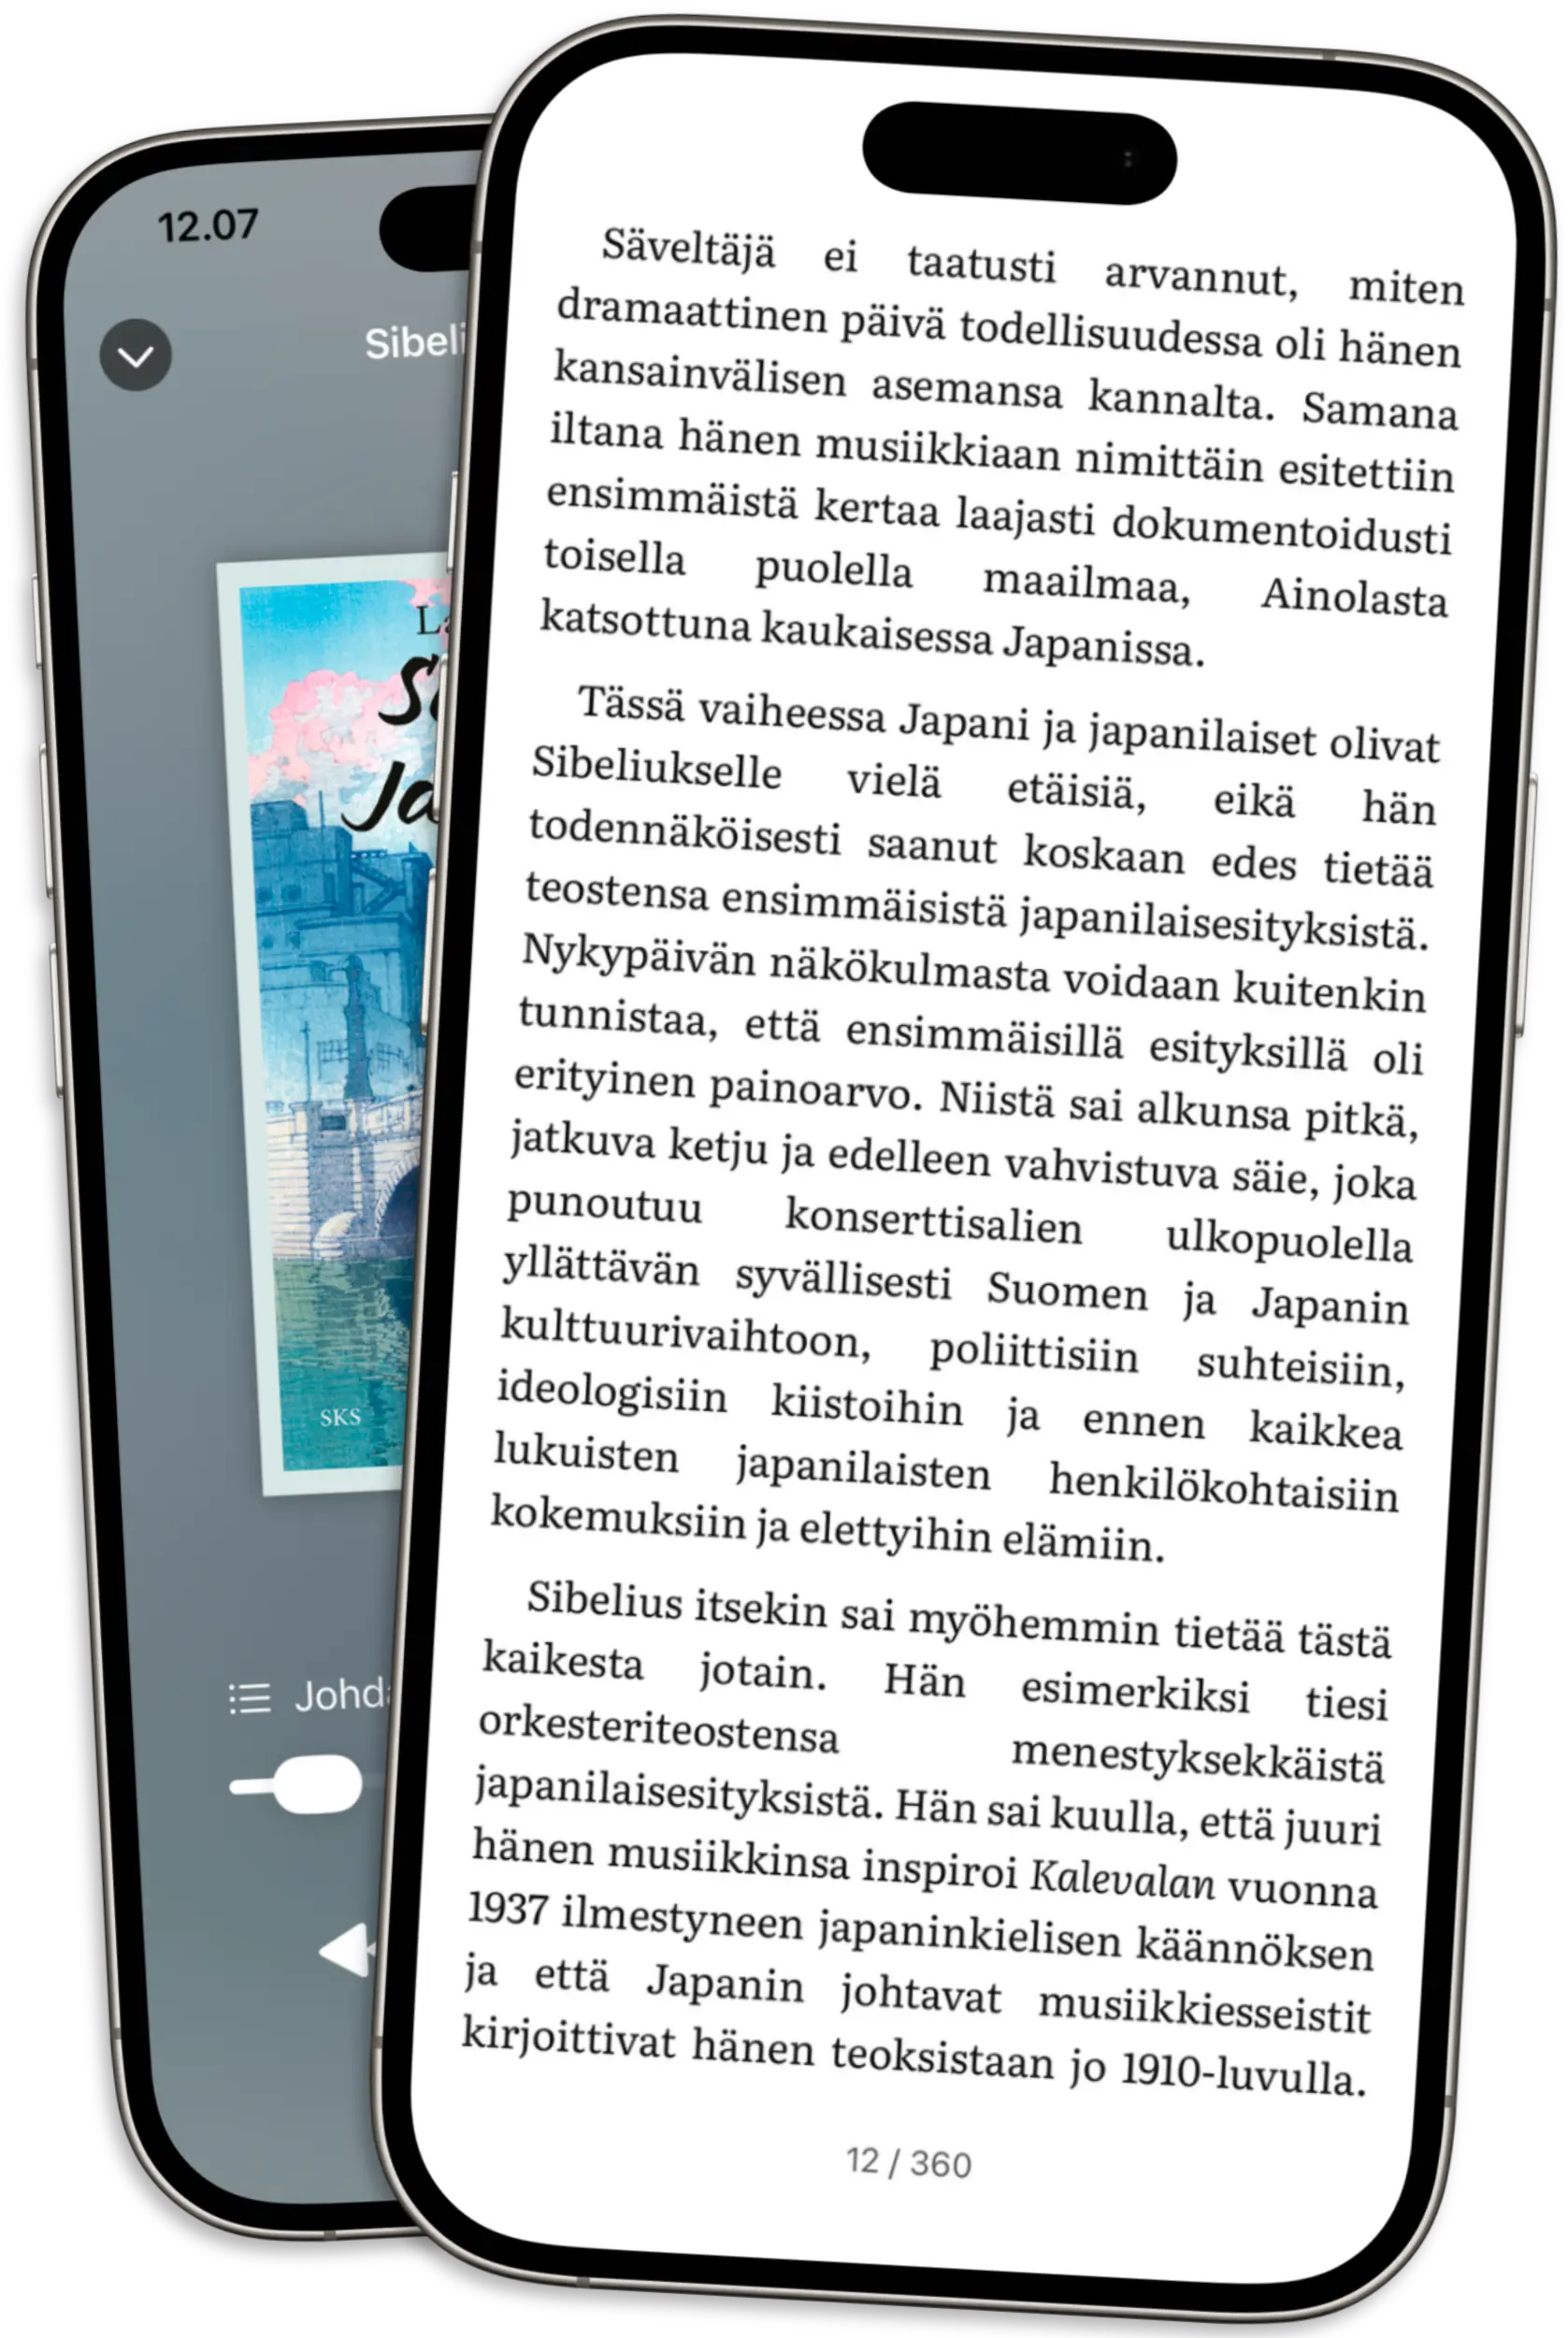 12.07
Sibeli
SKS
Johda
Säveltäjä ei taatusti arvannut, miten
dramaattinen päivä todellisuudessa oli hänen
kansainvälisen asemansa kannalta. Samana
iltana hänen musiikkiaan nimittäin esitettiin
ensimmäistä kertaa laajasti dokumentoidusti
toisella puolella maailmaa, Ainolasta
katsottuna kaukaisessa Japanissa.
Tässä vaiheessa Japani ja japanilaiset olivat
Sibeliukselle vielä etäisiä, eikä hän
todennäköisesti saanut koskaan edes tietää
teostensa ensimmäisistä japanilaisesityksistä.
Nykypäivän näkökulmasta voidaan kuitenkin
tunnistaa, että ensimmäisillä esityksillä oli
erityinen painoarvo. Niistä sai alkunsa pitkä,
jatkuva ketju ja edelleen vahvistuva säie, joka
punoutuu konserttisalien ulkopuolella
yllättävän syvällisesti Suomen ja Japanin
kulttuurivaihtoon, poliittisiin suhteisiin,
ideologisiin kiistoihin ja ennen kaikkea
lukuisten japanilaisten henkilökohtaisiin
kokemuksiin ja elettyihin elämiin.
Sibelius itsekin sai myöhemmin tietää tästä
kaikesta jotain. Hän esimerkiksi tiesi
orkesteriteostensa menestyksekkäistä
japanilaisesityksistä. Hän sai kuulla, että juuri
hänen musiikkinsa inspiroi Kalevalan vuonna
1937 ilmestyneen japaninkielisen käännöksen
ja että Japanin johtavat musiikkiesseistit
kirjoittivat hänen teoksistaan jo 1910-luvulla.
12 / 360